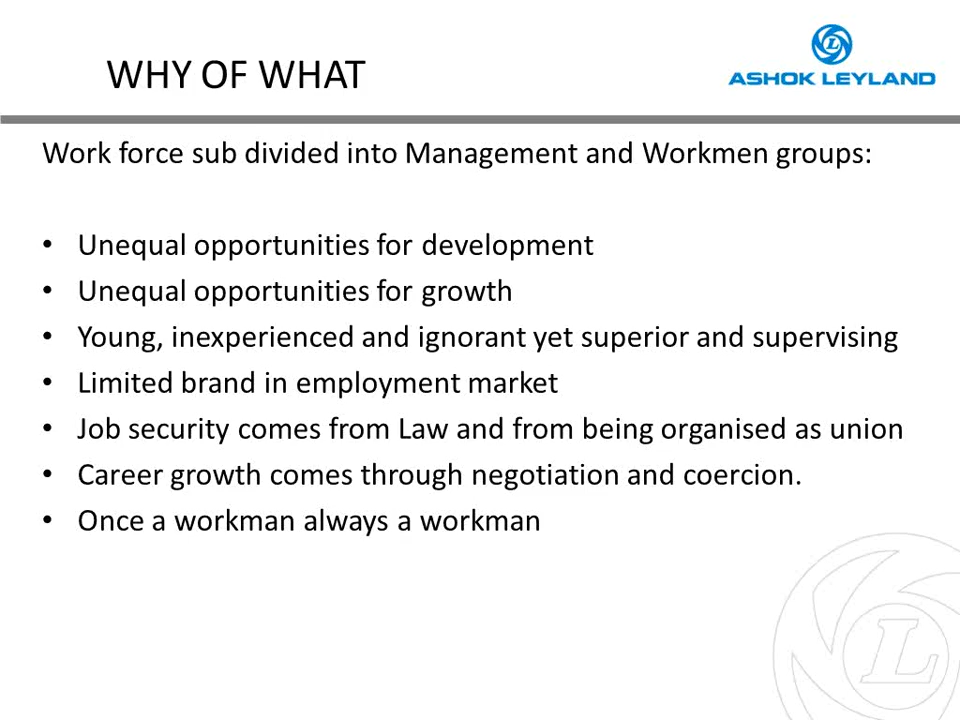 WHY OF WHAT
L
ASHOK LEYLAND
Work force sub divided into Management and Workmen groups:
• Unequal opportunities for development
• Unequal opportunities for growth
• Young, inexperienced and ignorant yet superior and supervising
• Limited brand in employment market
• Job security comes from Law and from being organised as union
• Career growth comes through negotiation and coercion.
• Once a workman always a workman
L